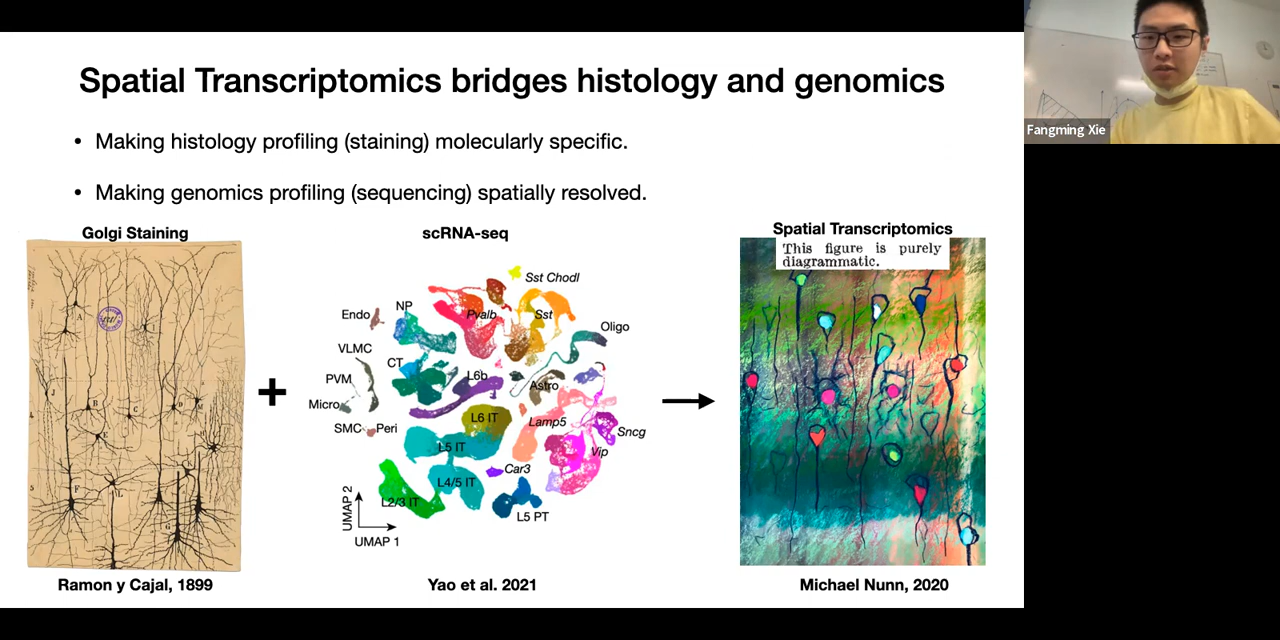 Spatial Transcriptomics bridges histology and genomics
• Making histology profiling (staining) molecularly specific.
• Making genomics profiling (sequencing) spatially resolved.
Golgi Staining
scRNA-seq
Spatial Transcriptomics
This figure is purely
diagrammatic.
Sst Chodl
Endo
NP
Pvalb
Sst
Oligo
VLMC
CT
L6b
PVM
Astro
Micro
L6 IT
Lamp5
SMC
Peri
Sncg
L5 IT
Vip
Car3
L4/5 IT
L2/3 IT
L5 PT
UMAP 2
UMAP 1
+
Ramon y Cajal, 1899
Yao et al. 2021
Michael Nunn, 2020
Fangming Xie